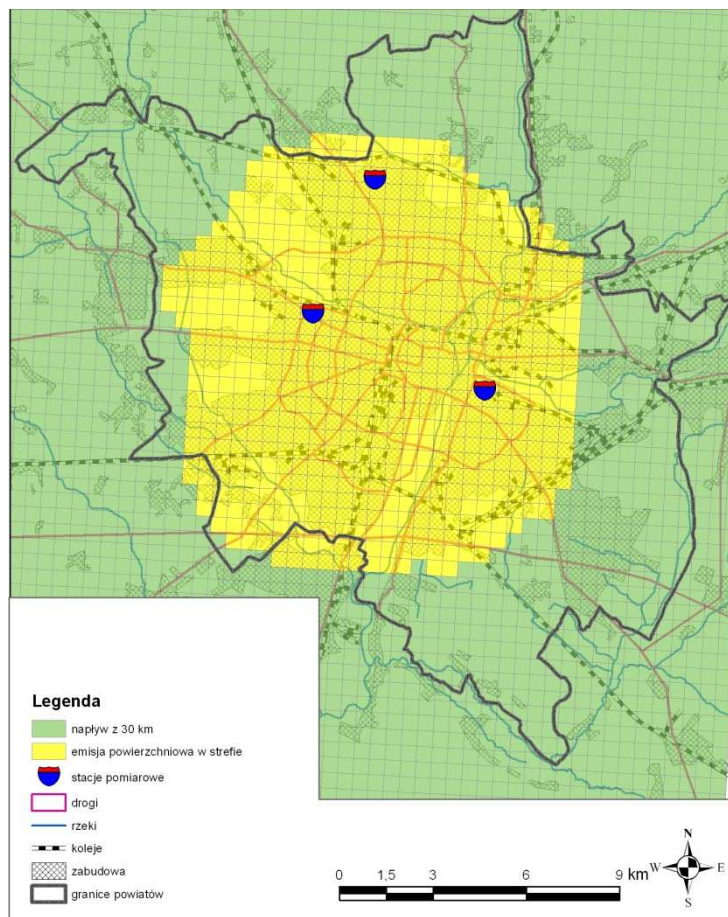 Legenda
napływ z 30 km
emisja powierzchniowa w strefie
stacje pomiarowe
drogi
rzeki
koleje
zabudowa
granice powiatów
0 1,5 3 6 9 km
N
W E
S